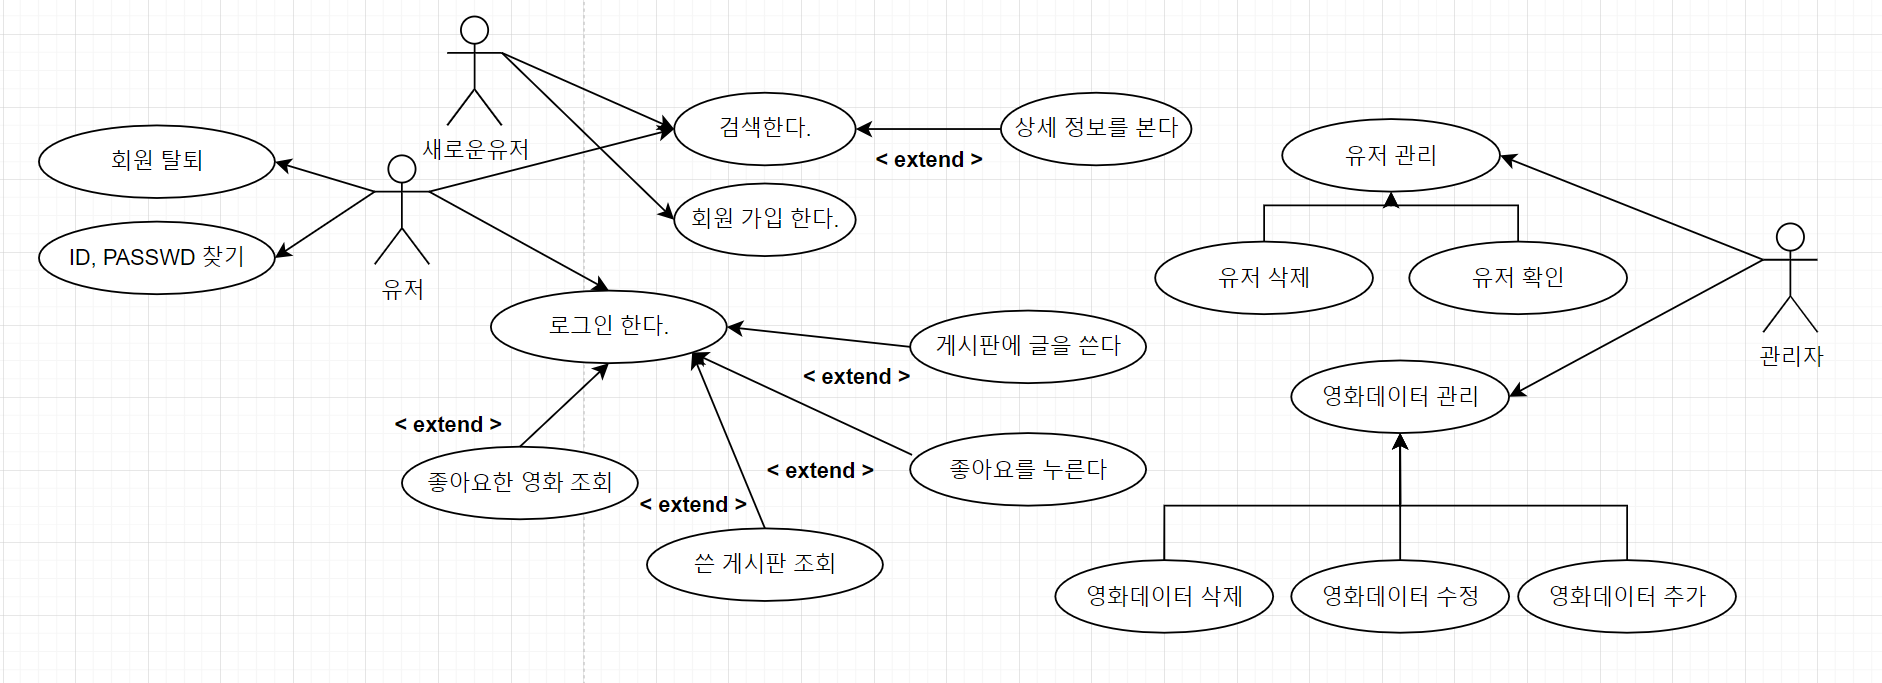 새로운유저
검색한다.
상세 정보를 본다
< extend >
회원 탈퇴
유저 관리
회원 가입 한다.
ID, PASSWD 찾기
유저
유저 삭제
유저 확인
로그인 한다.
게시판에 글을 쓴다
관리자
< extend >
영화데이터 관리
< extend >
좋아요한 영화 조회
< extend >
좋아요를 누른다
< extend >
쓴 게시판 조회
영화데이터 삭제
영화데이터 수정
영화데이터 추가